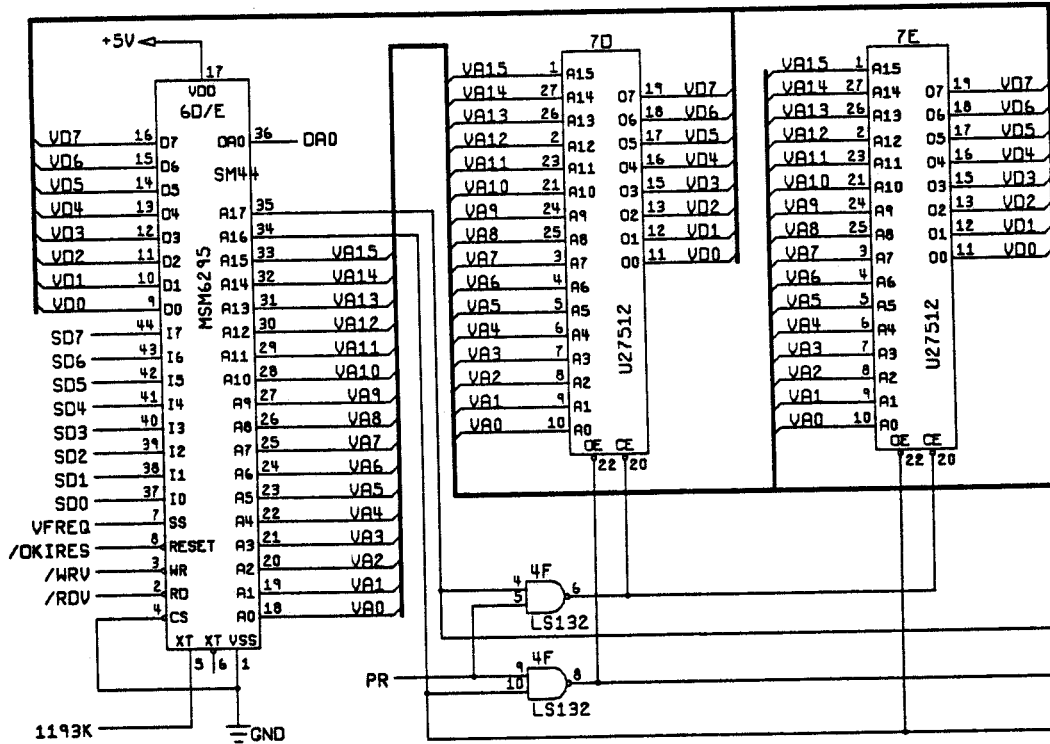 +5V
17
VDD
6D/E
SM44
MSM6295
VD7 16 D7
VD6 15 D6
VD5 14 D5
VD4 13 D4
VD3 12 D3
VD2 11 D2
VD1 10 D1
VD0 9 D0
SD7 44 I7
SD6 43 I6
SD5 42 I5
SD4 41 I4
SD3 40 I3
SD2 39 I2
SD1 38 I1
SD0 37 I0
VFREQ 7 SS
/OKIRES 8 RESET
/WRV 3 WR
/RDV 2 RD
4 CS
XT XT VSS
5 6 1
1193K
GND
DAO 36 DAO
A17 35
A16 34
A15 33 VA15
A14 32 VA14
A13 31 VA13
A12 30 VA12
A11 29 VA11
A10 28 VA10
A9 27 VA9
A8 26 VA8
A7 25 VA7
A6 24 VA6
A5 23 VA5
A4 22 VA4
A3 21 VA3
A2 20 VA2
A1 19 VA1
A0 18 VA0
7D
U27512
VA15 1 A15
VA14 27 A14
VA13 26 A13
VA12 2 A12
VA11 23 A11
VA10 21 A10
VA9 24 A9
VA8 25 A8
VA7 3 A7
VA6 4 A6
VA5 5 A5
VA4 6 A4
VA3 7 A3
VA2 8 A2
VA1 9 A1
VA0 10 A0
O7 19 VD7
O6 18 VD6
O5 17 VD5
O4 16 VD4
O3 15 VD3
O2 13 VD2
O1 12 VD1
O0 11 VD0
OE CE
22 20
7E
U27512
VA15 1 A15
VA14 27 A14
VA13 26 A13
VA12 2 A12
VA11 23 A11
VA10 21 A10
VA9 24 A9
VA8 25 A8
VA7 3 A7
VA6 4 A6
VA5 5 A5
VA4 6 A4
VA3 7 A3
VA2 8 A2
VA1 9 A1
VA0 10 A0
O7 19 VD7
O6 18 VD6
O5 17 VD5
O4 16 VD4
O3 15 VD3
O2 13 VD2
O1 12 VD1
O0 11 VD0
OE CE
22 20
4F
4
5
6
LS132
PR
4F
9
10
8
LS132